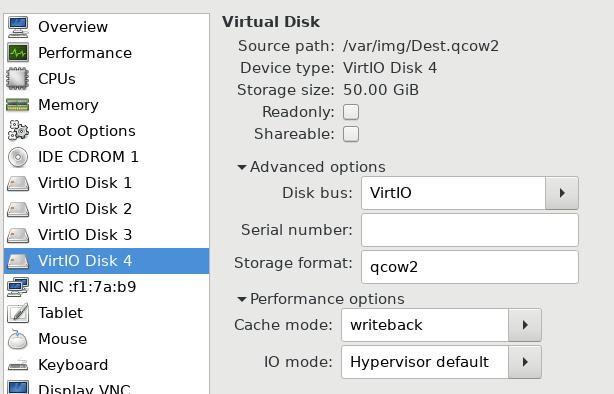 Overview
Performance
CPUs
Memory
Boot Options
IDE CDROM 1
VirtIO Disk 1
VirtIO Disk 2
VirtIO Disk 3
VirtIO Disk 4
NIC :f1:7a:b9
Tablet
Mouse
Keyboard
Display VNC
Virtual Disk
Source path: /var/img/Dest.qcow2
Device type: VirtIO Disk 4
Storage size: 50.00 GiB
Readonly:
Shareable:
Advanced options
Disk bus: VirtIO
Serial number:
Storage format: qcow2
Performance options
Cache mode: writeback
IO mode: Hypervisor default